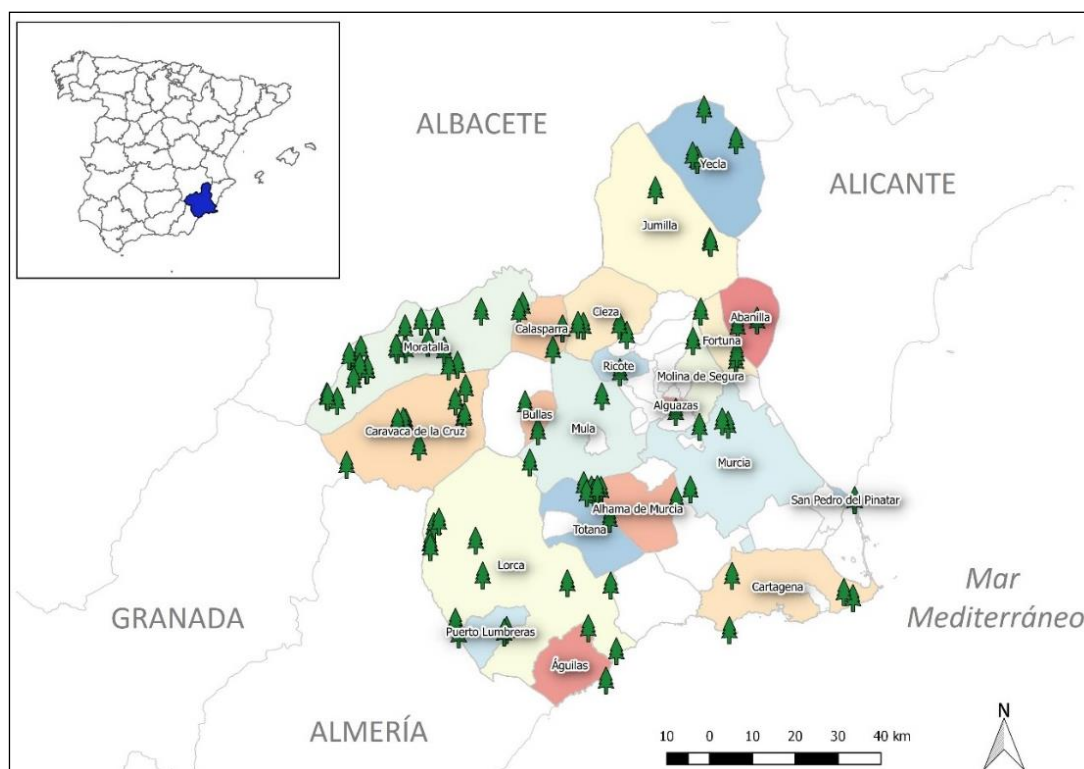 ALBACETE
ALICANTE
Yecla
Jumilla
Cieza
Calasparra
Abanilla
Fortuna
Moratalla
Ricote
Molina de Segura
Alguazas
Bullas
Caravaca de la Cruz
Mula
Murcia
San Pedro del Pinatar
Alhama de Murcia
Totana
Lorca
Cartagena
Mar
Mediterráneo
GRANADA
Puerto Lumbreras
Águilas
ALMERÍA
N
10 0 10 20 30 40 km